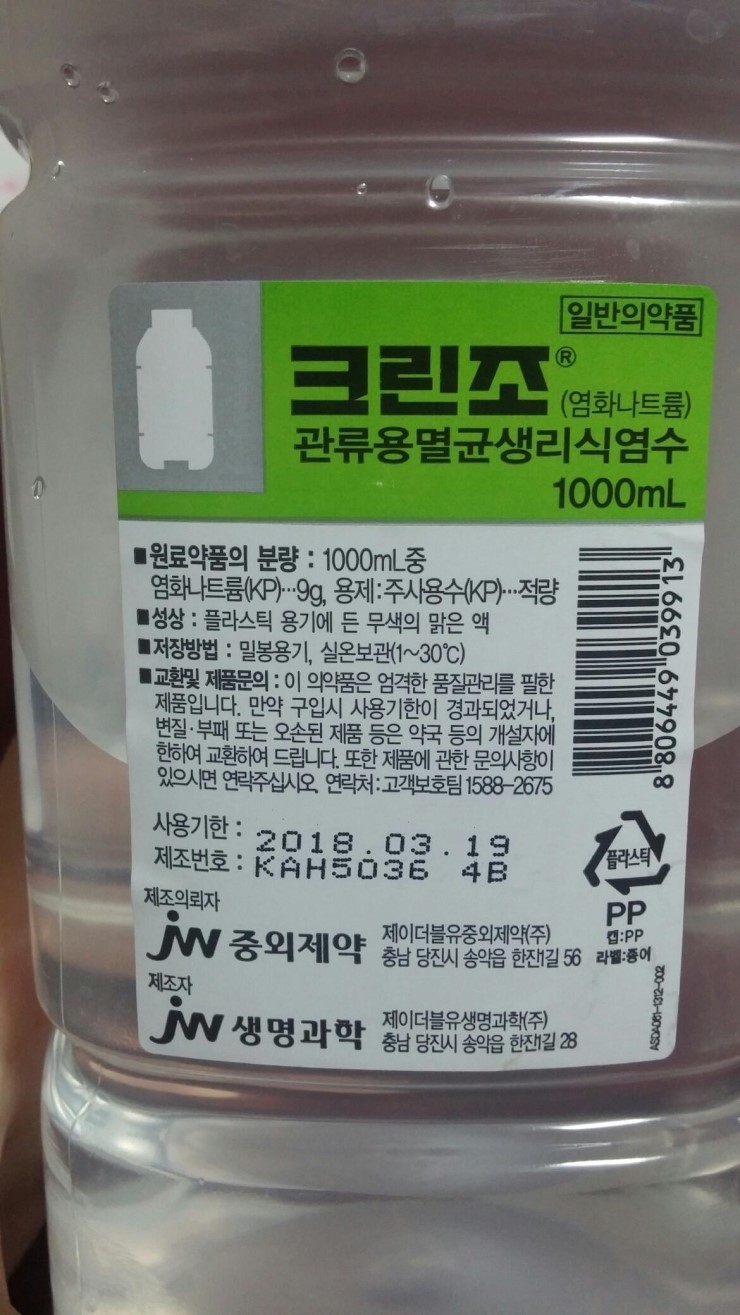 일반의약품
크린조®
(염화나트륨)
관류용멸균생리식염수
1000mL
■원료약품의 분량 : 1000mL중
염화나트륨(KP)…9g, 용제:주사용수(KP)…적량
■성상 : 플라스틱 용기에 든 무색의 맑은 액
■저장방법 : 밀봉용기, 실온보관(1~30℃)
■교환및 제품문의 : 이 의약품은 엄격한 품질관리를 필한
제품입니다. 만약 구입시 사용기한이 경과되었거나,
변질·부패 또는 오손된 제품 등은 약국 등의 개설자에
한하여 교환하여 드립니다. 또한 제품에 관한 문의사항이
있으시면 연락주십시오. 연락처:고객보호팀 1588-2675
8 806449 039913
사용기한 : 2018.03.19
제조번호 : KAH5036 4B
플라스틱
PP
캡:PP
라벨:종이
제조의뢰자
JW 중외제약
제이더블유중외제약(주)
충남 당진시 송악읍 한진1길 56
제조자
JW 생명과학
제이더블유생명과학(주)
충남 당진시 송악읍 한진1길 28
ASDA081-1312-002